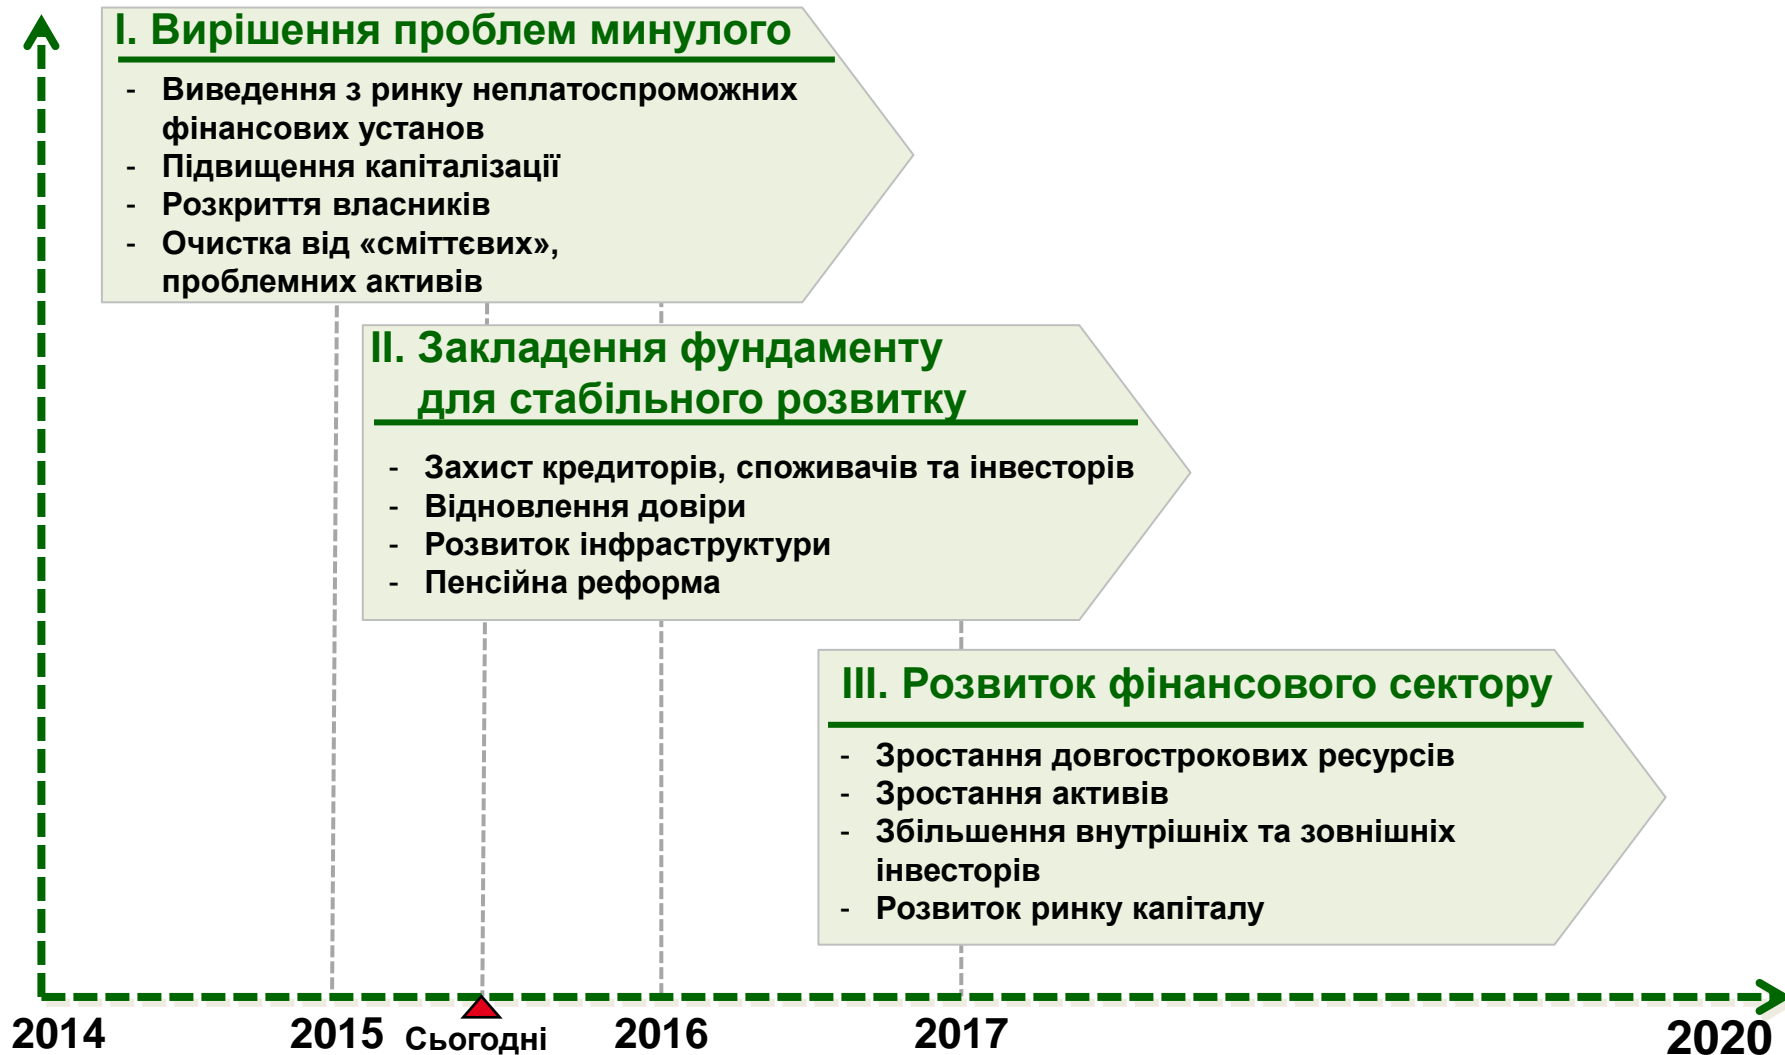 I. Вирішення проблем минулого
- Виведення з ринку неплатоспроможних
фінансових установ
- Підвищення капіталізації
- Розкриття власників
- Очистка від «сміттєвих»,
проблемних активів
II. Закладення фундаменту
для стабільного розвитку
- Захист кредиторів, споживачів та інвесторів
- Відновлення довіри
- Розвиток інфраструктури
- Пенсійна реформа
III. Розвиток фінансового сектору
- Зростання довгострокових ресурсів
- Зростання активів
- Збільшення внутрішніх та зовнішніх
інвесторів
- Розвиток ринку капіталу
2014 2015 Сьогодні 2016 2017 2020